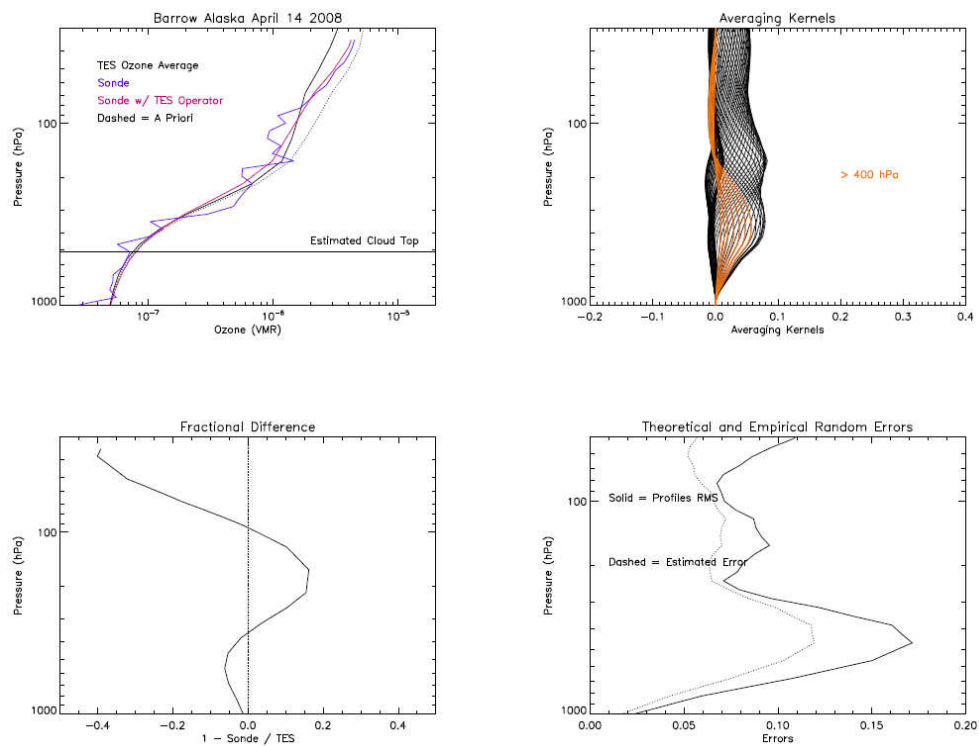 Barrow Alaska April 14 2008
TES Ozone Average
Sonde
Sonde w/ TES Operator
Dashed = A Priori
Estimated Cloud Top
Pressure (hPa)
100
1000
10⁻⁷
10⁻⁶
10⁻⁵
Ozone (VMR)
Averaging Kernels
> 400 hPa
Pressure (hPa)
100
1000
−0.2
−0.1
0.0
0.1
0.2
0.3
0.4
Averaging Kernels
Fractional Difference
Pressure (hPa)
100
1000
−0.4
−0.2
0.0
0.2
0.4
1 − Sonde / TES
Theoretical and Empirical Random Errors
Solid = Profiles RMS
Dashed = Estimated Error
Pressure (hPa)
100
1000
0.00
0.05
0.10
0.15
0.20
Errors